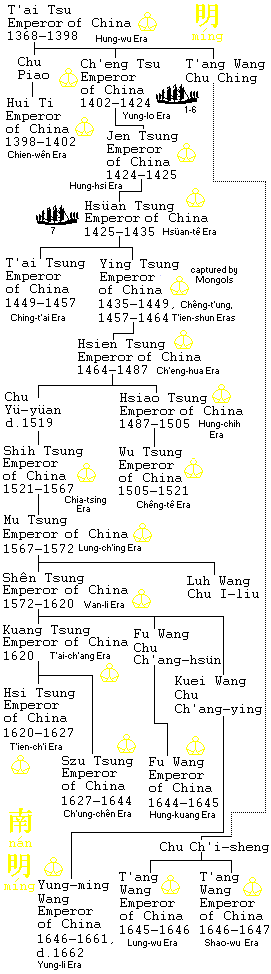 T'ai Tsu
Emperor of China
1368—1398
Hung-wu Era
明
míng
Chu
Piao
Ch'eng Tsu
Emperor
of China
1402—1424
Yung-lo Era
1-6
T'ang Wang
Chu Ching
Hui Ti
Emperor
of China
1398—1402
Chien-wên Era
Jen Tsung
Emperor
of China
1424—1425
Hung-hsi Era
Hsüan Tsung
Emperor of China
1425—1435
Hsüan-tê Era
7
T'ai Tsung
Emperor
of China
1449—1457
Ching-t'ai Era
Ying Tsung
Emperor
of China
1435—1449,
Chêng-t'ung,
1457—1464
T'ien-shun Eras
captured by
Mongols
Hsien Tsung
Emperor of China
1464—1487
Ch'eng-hua Era
Chu
Yü—yüan
d.1519
Hsiao Tsung
Emperor of China
1487—1505
Hung-chih
Era
Shih Tsung
Emperor
of China
1521—1567
Chia-tsing
Era
Wu Tsung
Emperor
of China
1505—1521
Chêng-tê Era
Mu Tsung
Emperor of China
1567—1572
Lung-ch'ing Era
Shên Tsung
Emperor of China
1572—1620
Wan-li Era
Luh Wang
Chu I—liu
Kuang Tsung
Emperor of China
1620
T'ai-ch'ang Era
Fu Wang
Chu
Ch'ang—hsün
Kuei Wang
Chu
Ch'ang—ying
Hsi Tsung
Emperor
of China
1620—1627
T'ien-ch'i Era
Szu Tsung
Emperor
of China
1627—1644
Ch'ung-chên Era
Fu Wang
Emperor
of China
1644—1645
Hung-kuang Era
南
nán
明
míng
Chu Ch'i—sheng
Yung—ming
Wang
Emperor
of China
1646—1661,
d.1662
Yung-li Era
T'ang
Wang
Emperor
of China
1645—1646
Lung-wu Era
T'ang
Wang
Emperor
of China
1646—1647
Shao-wu Era